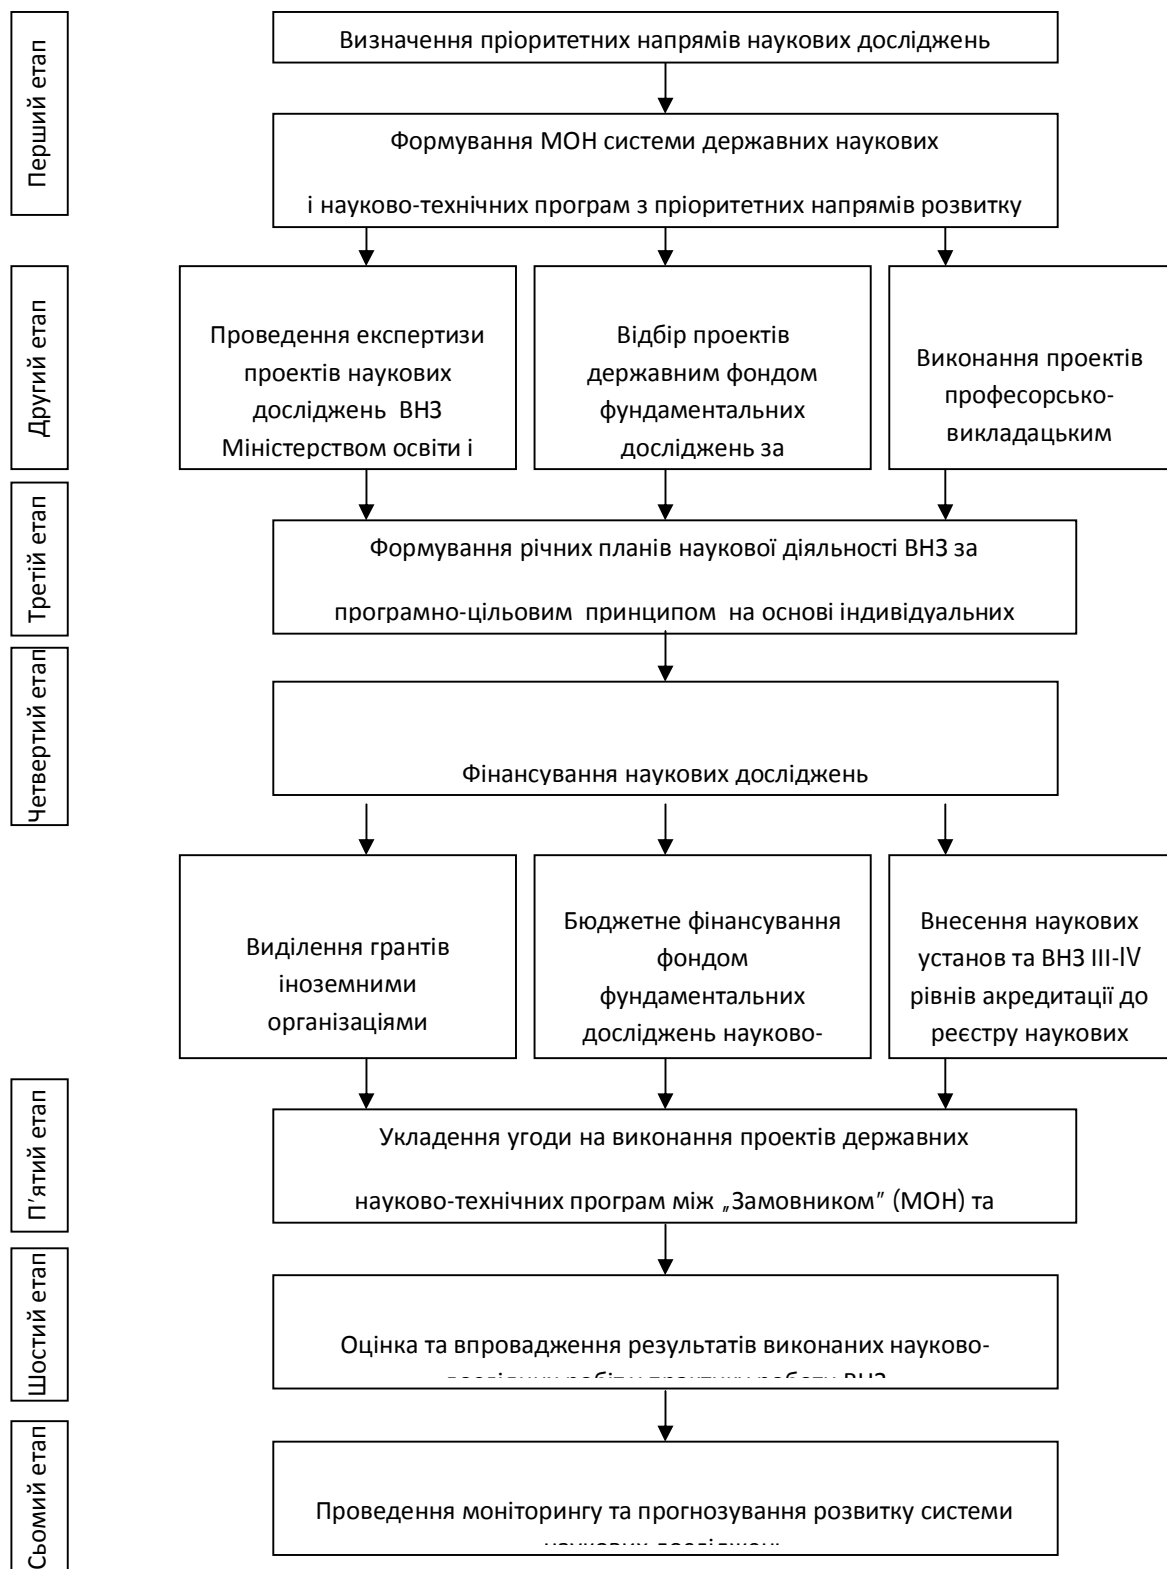 Перший етап
Визначення пріоритетних напрямів наукових досліджень
Формування МОН системи державних наукових
і науково-технічних програм з пріоритетних напрямів розвитку
Другий етап
Проведення експертизи
проектів наукових
досліджень ВНЗ
Міністерством освіти і
Відбір проектів
державним фондом
фундаментальних
досліджень за
Виконання проектів
професорсько-
викладацьким
Третій етап
Формування річних планів наукової діяльності ВНЗ за
програмно-цільовим принципом на основі індивідуальних
Четвертий етап
Фінансування наукових досліджень
Виділення грантів
іноземними
організаціями
Бюджетне фінансування
фондом
фундаментальних
досліджень науково-
Внесення наукових
установ та ВНЗ III-IV
рівнів акредитації до
реєстру наукових
П'ятий етап
Укладення угоди на виконання проектів державних
науково-технічних програм між „Замовником" (МОН) та
Шостий етап
Оцінка та впровадження результатів виконаних науково-
Сьомий етап
Проведення моніторингу та прогнозування розвитку системи